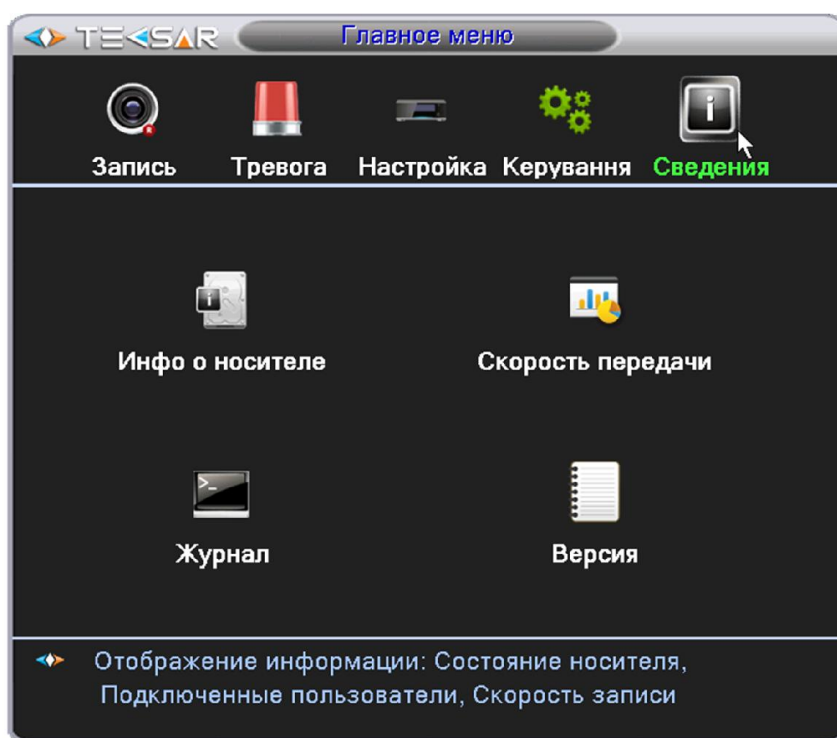 TECSAR Главное меню
Запись Тревога Настройка Керування Сведения
Инфо о носителе Скорость передачи
Журнал Версия
Отображение информации: Состояние носителя,
Подключенные пользователи, Скорость записи